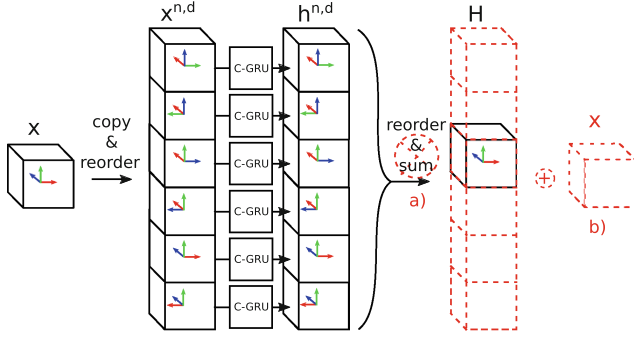 x^{n,d}
h^{n,d}
H
x
copy
&
reorder
C-GRU
C-GRU
C-GRU
C-GRU
C-GRU
C-GRU
reorder
&
sum
a)
+
x
b)